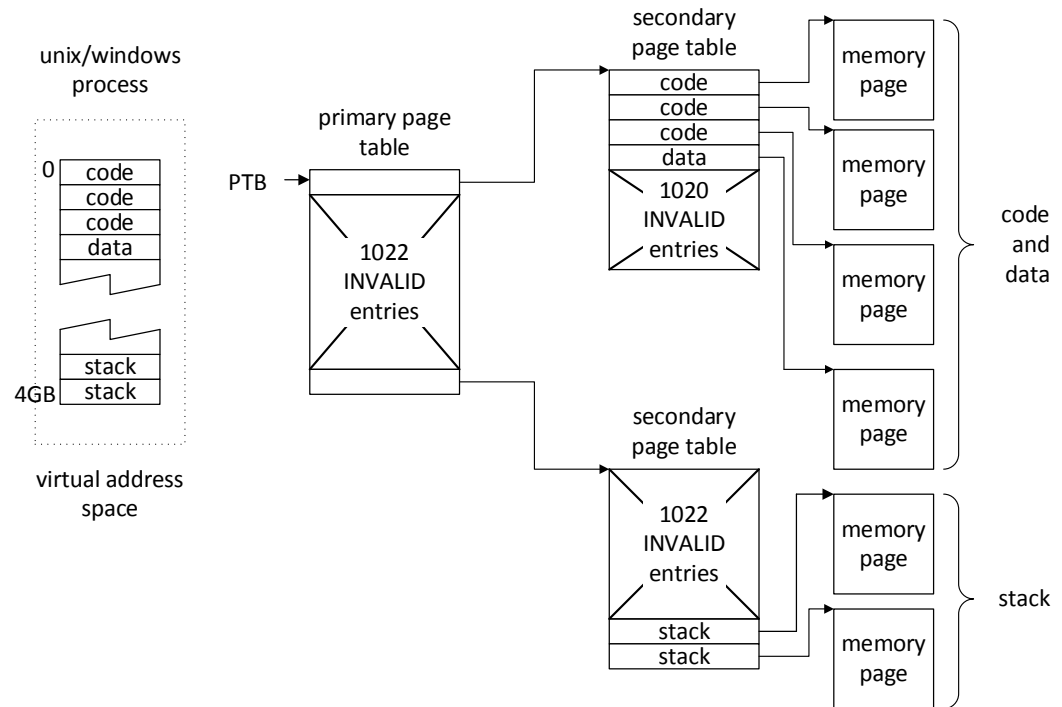 unix/windows
process
0
code
code
code
data
stack
4GB
stack
virtual address
space
primary page
table
PTB
1022
INVALID
entries
secondary
page table
code
code
code
data
1020
INVALID
entries
secondary
page table
1022
INVALID
entries
stack
stack
memory
page
memory
page
memory
page
memory
page
code
and
data
memory
page
memory
page
stack